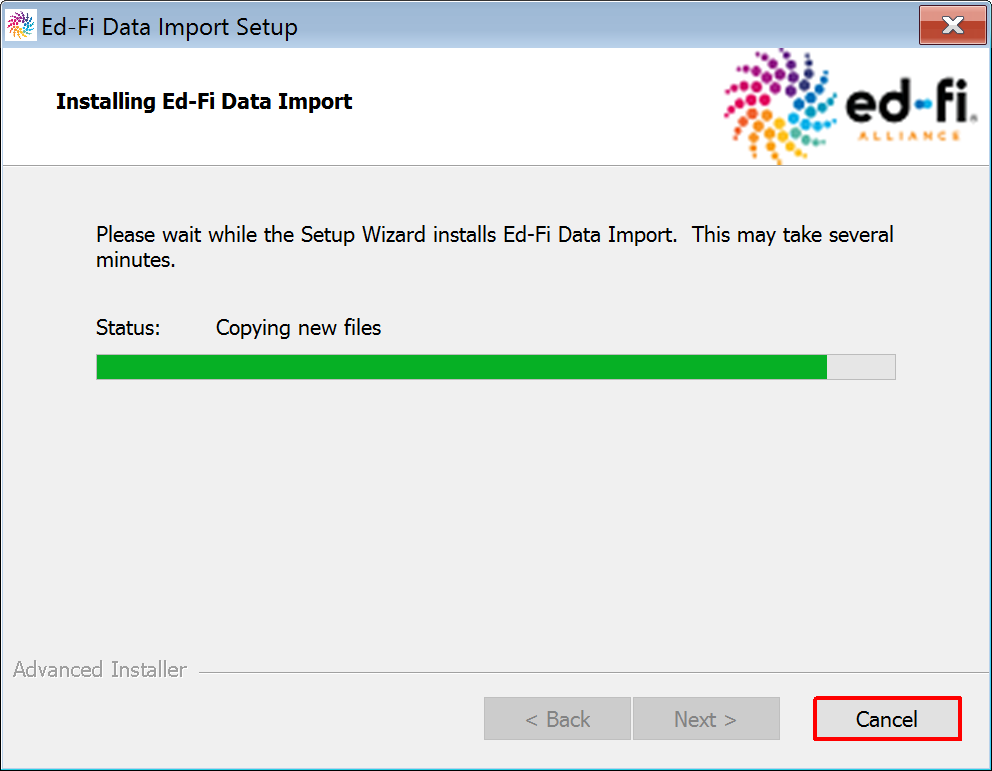 Ed-Fi Data Import Setup
Installing Ed-Fi Data Import
ed-fi®
ALLIANCE
Please wait while the Setup Wizard installs Ed-Fi Data Import.  This may take several
minutes.
Status: Copying new files
Advanced Installer
< Back
Next >
Cancel